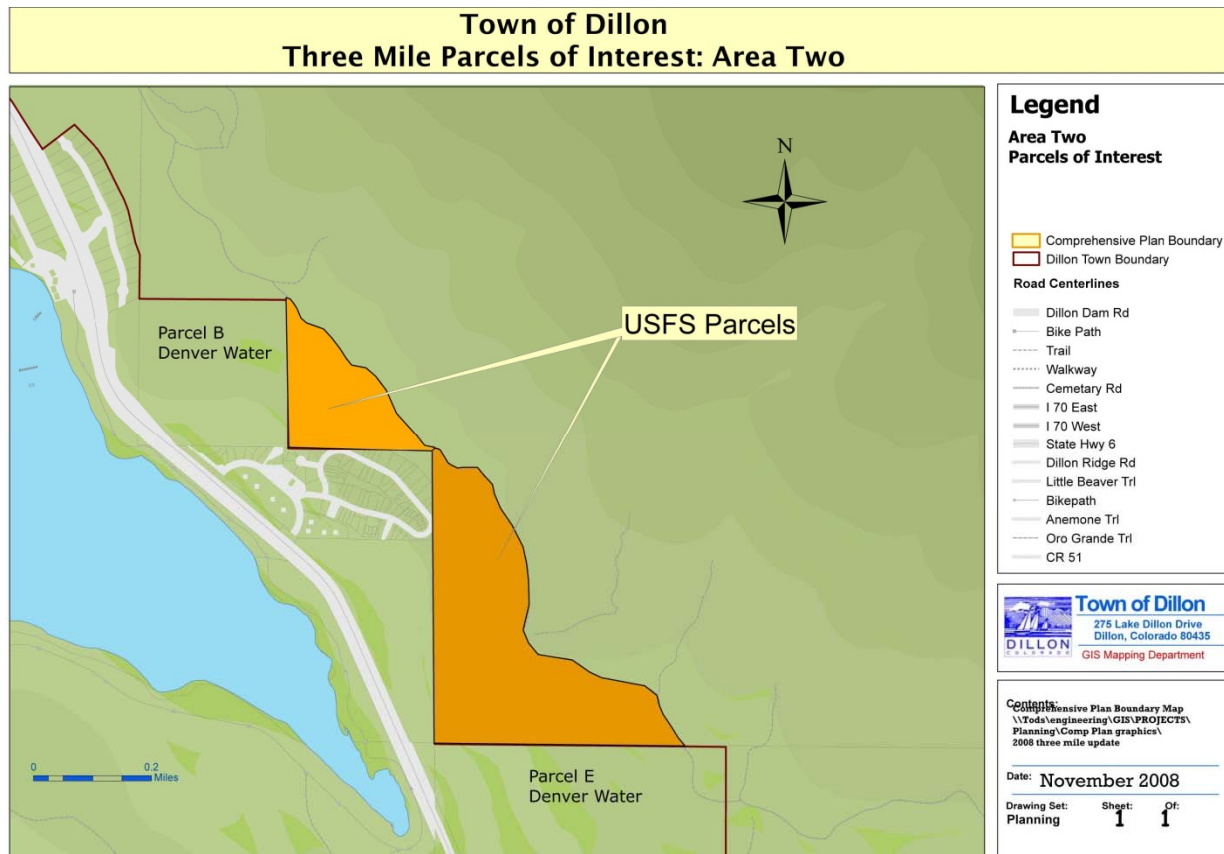 Town of Dillon
Three Mile Parcels of Interest: Area Two
N
USFS Parcels
Parcel B
Denver Water
Parcel E
Denver Water
0
0.2
Miles
Legend
Area Two
Parcels of Interest
Comprehensive Plan Boundary
Dillon Town Boundary
Road Centerlines
Dillon Dam Rd
Bike Path
Trail
Walkway
Cemetary Rd
I 70 East
I 70 West
State Hwy 6
Dillon Ridge Rd
Little Beaver Trl
Bikepath
Anemone Trl
Oro Grande Trl
CR 51
DILLON
COLORADO
Town of Dillon
275 Lake Dillon Drive
Dillon, Colorado 80435
GIS Mapping Department
Contents:
Comprehensive Plan Boundary Map
\\Tods\engineering\GIS\PROJECTS\
Planning\Comp Plan graphics\
2008 three mile update
Date: November 2008
Drawing Set: Sheet: Of:
Planning 1 1